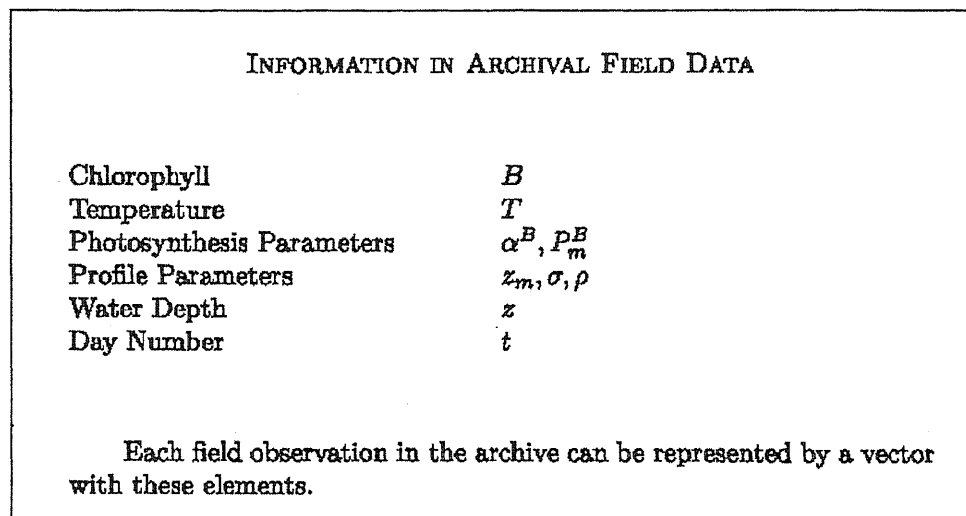 INFORMATION IN ARCHIVAL FIELD DATA
Chlorophyll B
Temperature T
Photosynthesis Parameters α^B, P_m^B
Profile Parameters z_m, σ, ρ
Water Depth z
Day Number t
Each field observation in the archive can be represented by a vector
with these elements.